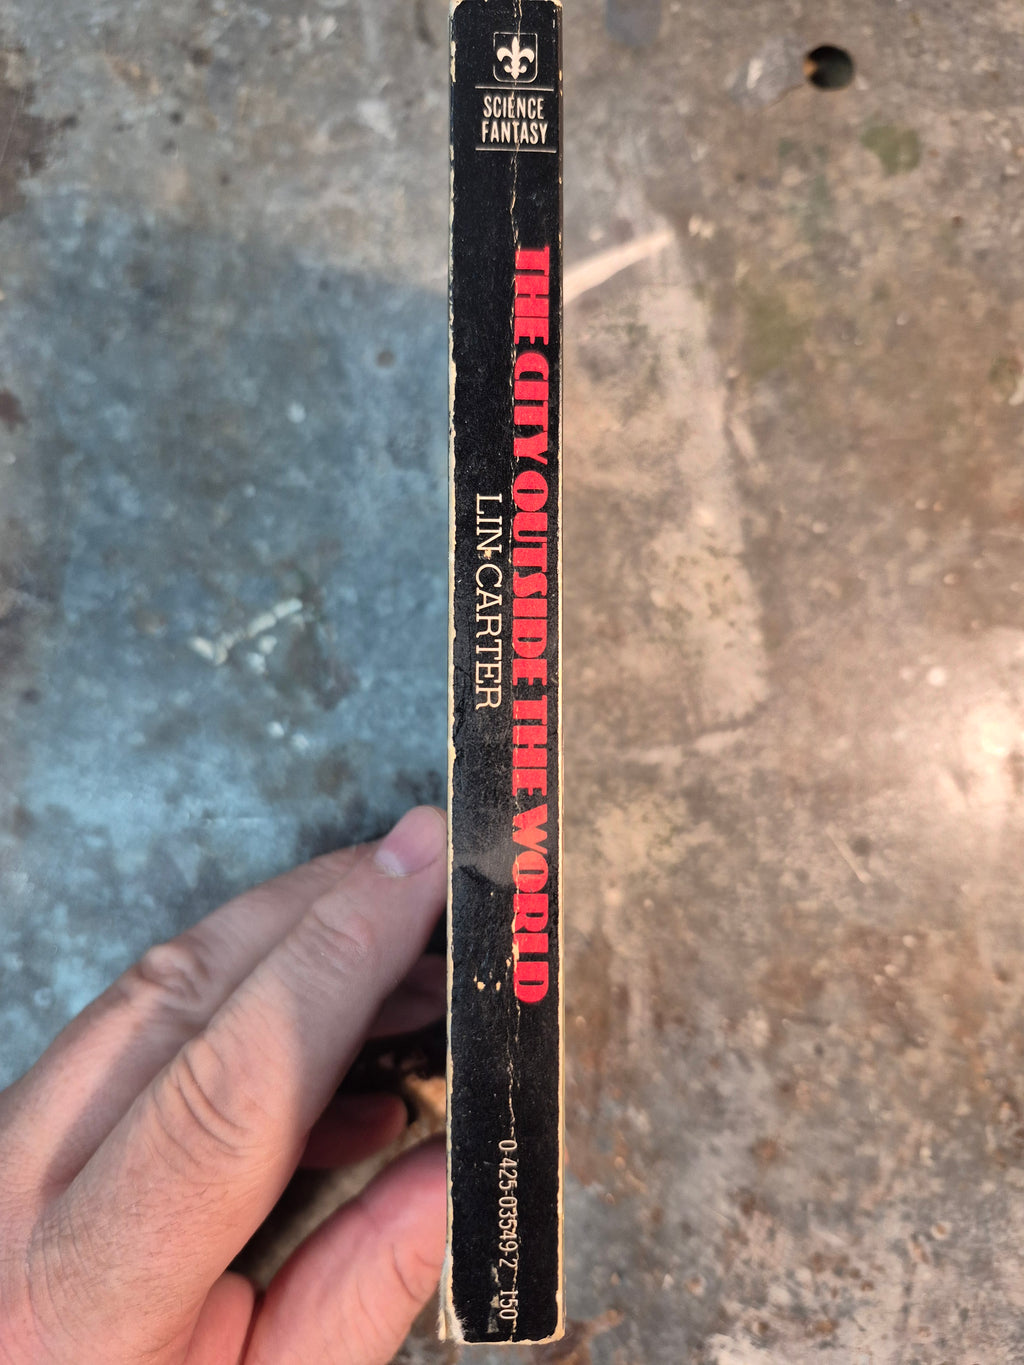 SCIENCE
FANTASY
THE CITY OUTSIDE THE WORLD
LIN CARTER
0-425-03549-2 150